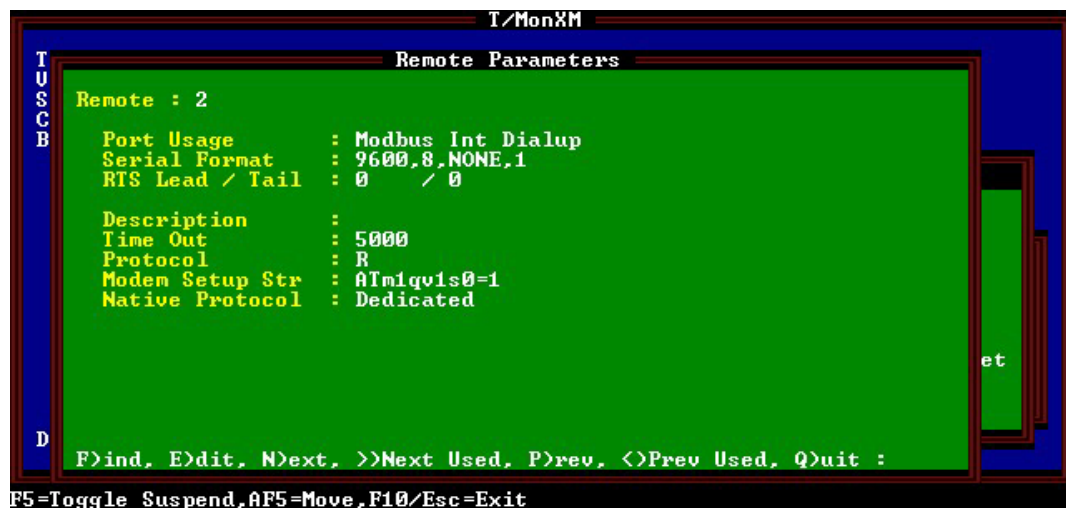 T/MonXM
T
V
S
C
B
Remote Parameters
Remote : 2
Port Usage : Modbus Int Dialup
Serial Format : 9600,8,NONE,1
RTS Lead / Tail : 0 / 0
Description :
Time Out : 5000
Protocol : R
Modem Setup Str : ATm1qv1s0=1
Native Protocol : Dedicated
et
D
F)ind, E)dit, N)ext, >)Next Used, P)rev, <)Prev Used, Q)uit :
F5=Toggle Suspend,AF5=Move,F10/Esc=Exit